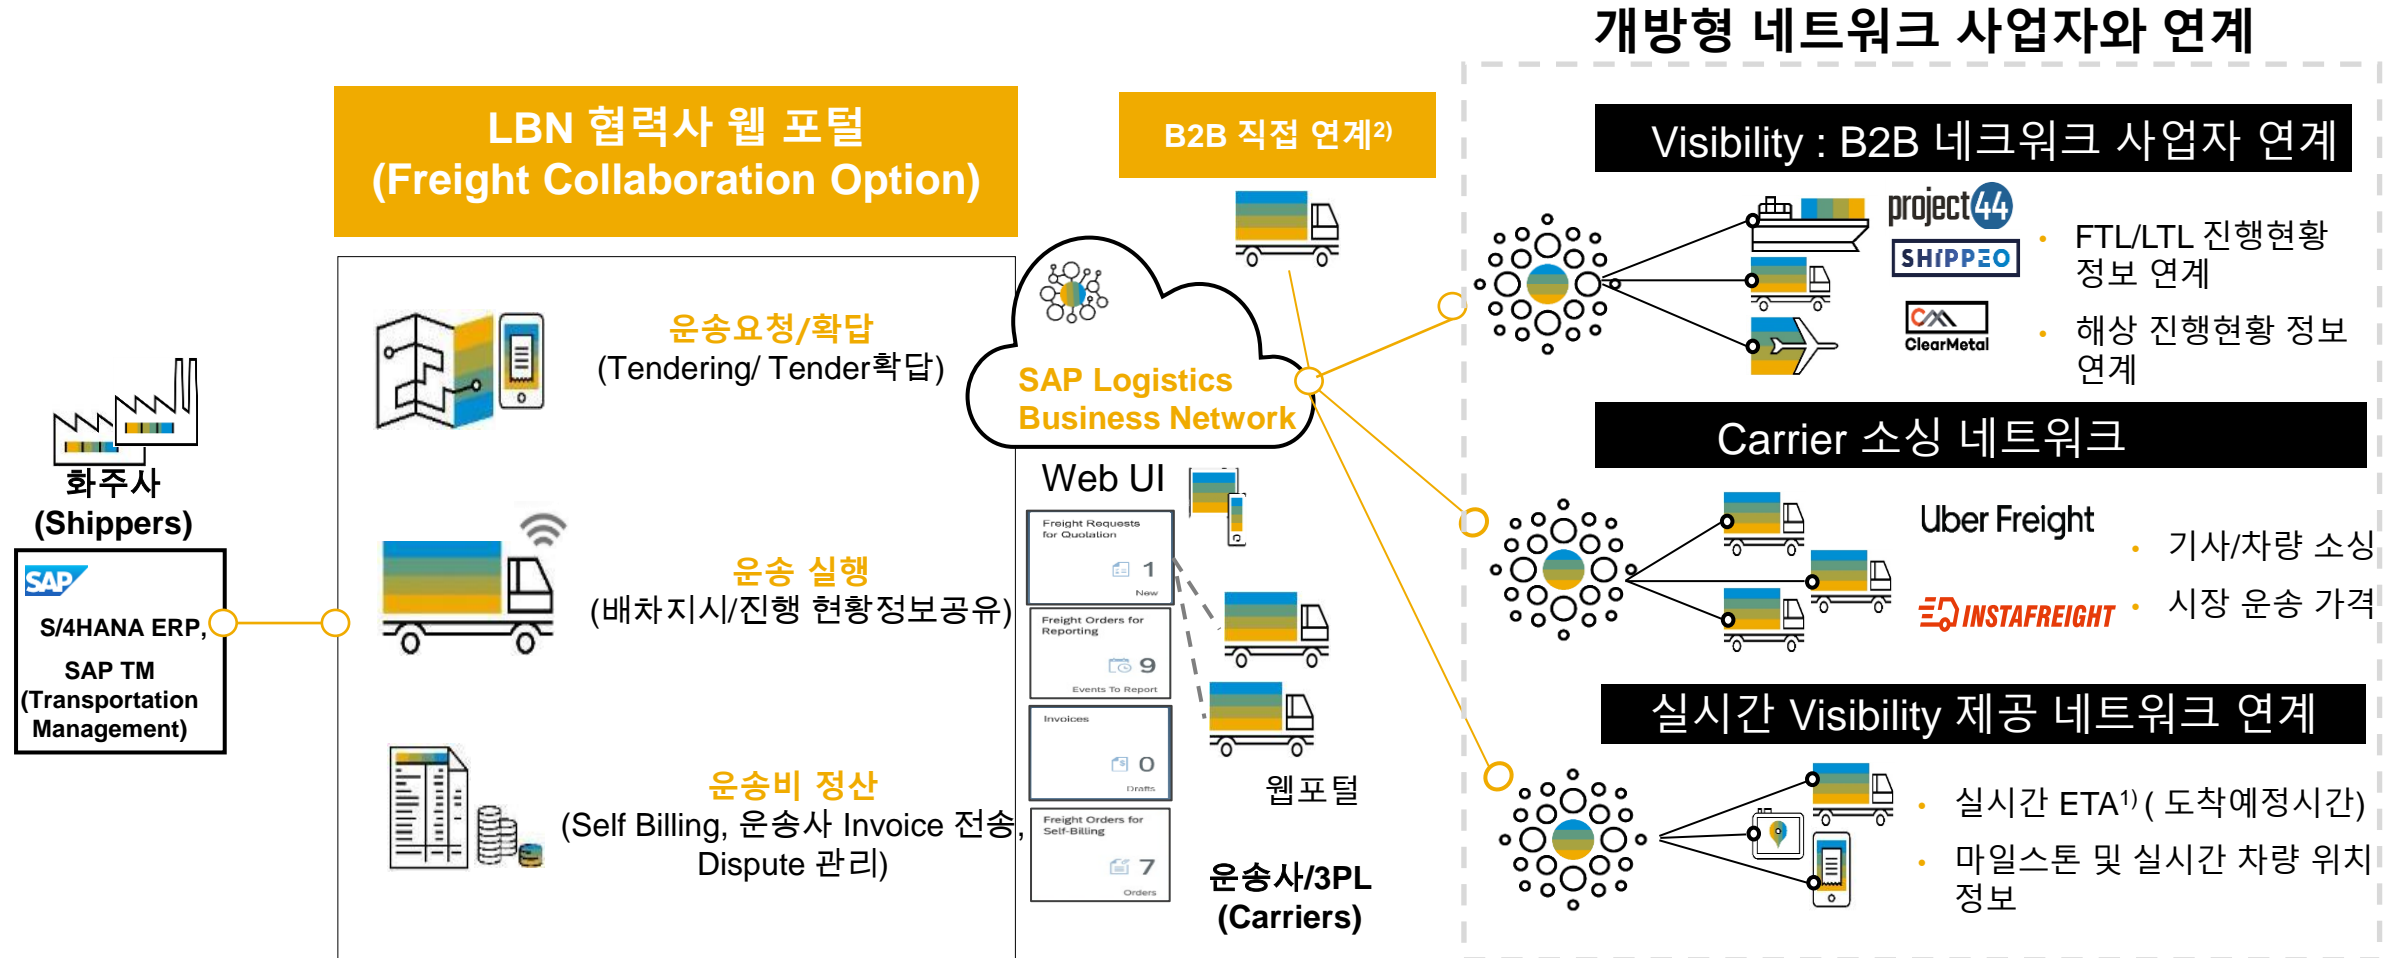 개방형 네트워크 사업자와 연계
LBN 협력사 웹 포털
(Freight Collaboration Option)
B2B 직접 연계2)
Visibility : B2B 네크워크 사업자 연계
project44
SHIPPEO
ClearMetal
• FTL/LTL 진행현황
정보 연계
• 해상 진행현황 정보
연계
운송요청/확답
(Tendering/ Tender확답)
SAP Logistics
Business Network
화주사
(Shippers)
SAP
S/4HANA ERP,
SAP TM
(Transportation
Management)
운송 실행
(배차지시/진행 현황정보공유)
운송비 정산
(Self Billing, 운송사 Invoice 전송,
Dispute 관리)
Web UI
Freight Requests
for Quotation
1
New
Freight Orders for
Reporting
9
Events To Report
Invoices
0
Drafts
Freight Orders for
Self-Billing
7
Orders
웹포털
운송사/3PL
(Carriers)
Carrier 소싱 네트워크
Uber Freight
INSTAFREIGHT
• 기사/차량 소싱
• 시장 운송 가격
실시간 Visibility 제공 네트워크 연계
• 실시간 ETA1) ( 도착예정시간)
• 마일스톤 및 실시간 차량 위치
정보